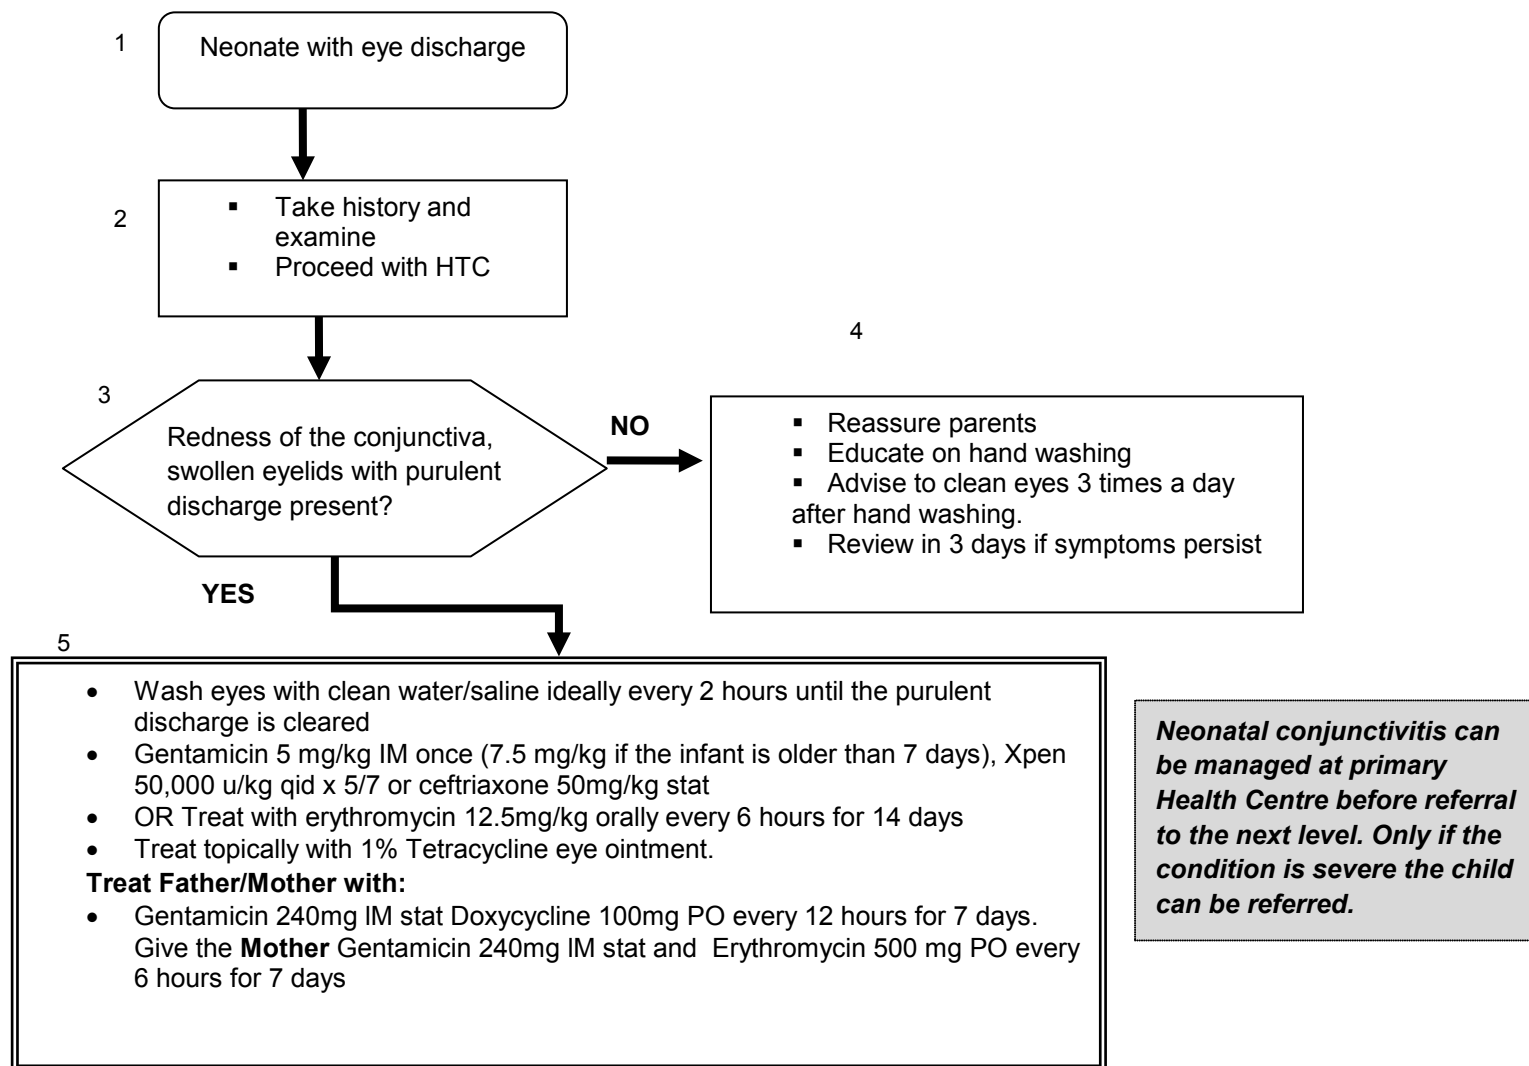 1
Neonate with eye discharge
2
▪ Take history and
examine
▪ Proceed with HTC
3
Redness of the conjunctiva,
swollen eyelids with purulent
discharge present?
NO
4
▪ Reassure parents
▪ Educate on hand washing
▪ Advise to clean eyes 3 times a day
after hand washing.
▪ Review in 3 days if symptoms persist
YES
5
• Wash eyes with clean water/saline ideally every 2 hours until the purulent
discharge is cleared
• Gentamicin 5 mg/kg IM once (7.5 mg/kg if the infant is older than 7 days), Xpen
50,000 u/kg qid x 5/7 or ceftriaxone 50mg/kg stat
• OR Treat with erythromycin 12.5mg/kg orally every 6 hours for 14 days
• Treat topically with 1% Tetracycline eye ointment.
Treat Father/Mother with:
• Gentamicin 240mg IM stat Doxycycline 100mg PO every 12 hours for 7 days.
Give the Mother Gentamicin 240mg IM stat and Erythromycin 500 mg PO every
6 hours for 7 days
Neonatal conjunctivitis can
be managed at primary
Health Centre before referral
to the next level. Only if the
condition is severe the child
can be referred.